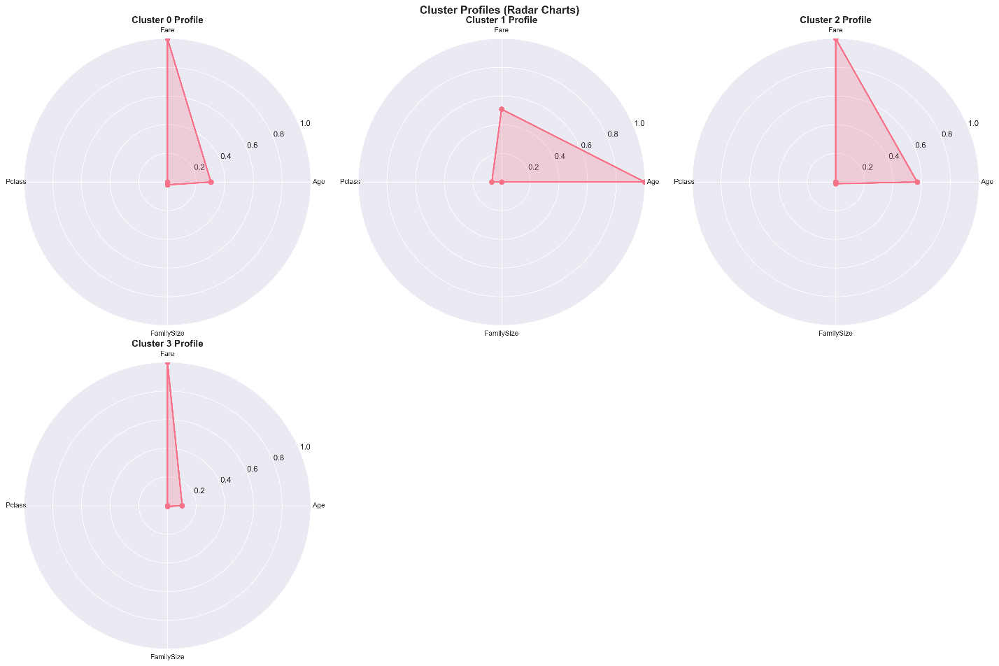 Cluster Profiles (Radar Charts)
Cluster 0 Profile
Fare
1.0
0.8
0.6
0.4
0.2
Pclass
Age
FamilySize
Cluster 1 Profile
Fare
1.0
0.8
0.6
0.4
0.2
Pclass
Age
FamilySize
Cluster 2 Profile
Fare
1.0
0.8
0.6
0.4
0.2
Pclass
Age
FamilySize
Cluster 3 Profile
Fare
1.0
0.8
0.6
0.4
0.2
Pclass
Age
FamilySize